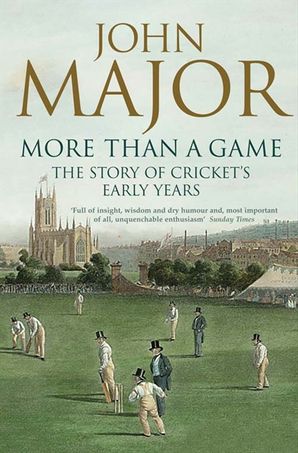 JOHN
MAJOR
MORE THAN A GAME
THE STORY OF CRICKET'S
EARLY YEARS
'Full of insight, wisdom and dry humour and, most important
of all, unquenchable enthusiasm' Sunday Times